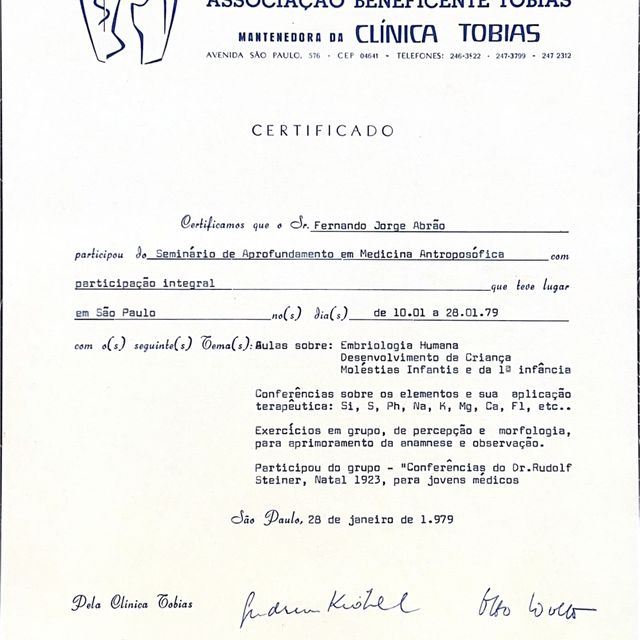 ASSOCIAÇÃO BENEFICENTE TOBIAS
MANTENEDORA DA CLÍNICA TOBIAS
AVENIDA SÃO PAULO, 576 · CEP 04641 · TELEFONES: 246-3522 · 247-3799 · 247 2312
CERTIFICADO
Certificamos que o Sr. Fernando Jorge Abrão
participou do Seminário de Aprofundamento em Medicina Antroposófica com
participação integral que teve lugar
em São Paulo no(s) dia(s) de 10.01 a 28.01.79
com o(s) seguinte(s) Tema(s): Aulas sobre: Embriologia Humana
Desenvolvimento da Criança
Moléstias Infantis e da 1ª infância
Conferências sobre os elementos e sua aplicação
terapêutica: Si, S, Ph, Na, K, Mg, Ca, Fl, etc..
Exercícios em grupo, de percepção e morfologia,
para aprimoramento da anamnese e observação.
Participou do grupo - "Conferências do Dr.Rudolf
Steiner, Natal 1923, para jovens médicos
São Paulo, 28 de janeiro de 1.979
Pela Clínica Tobias